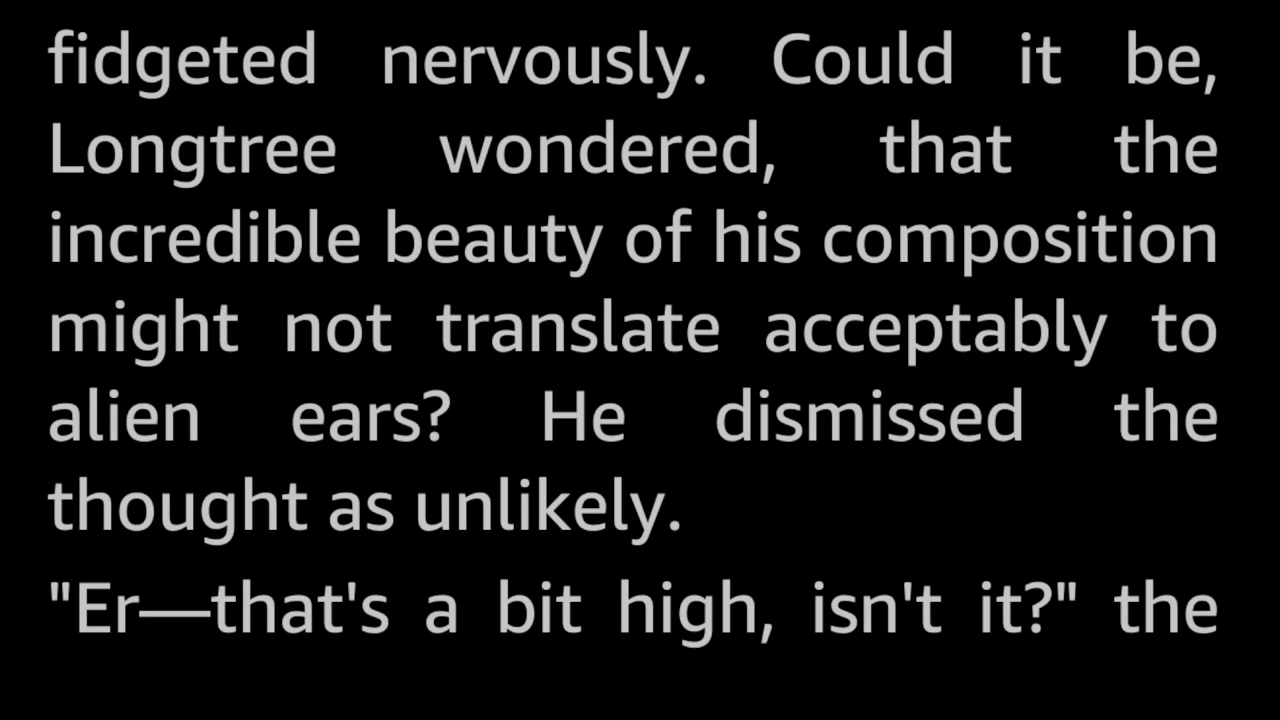 fidgeted nervously. Could it be,
Longtree wondered, that the
incredible beauty of his composition
might not translate acceptably to
alien ears? He dismissed the
thought as unlikely.
"Er—that's a bit high, isn't it?" the